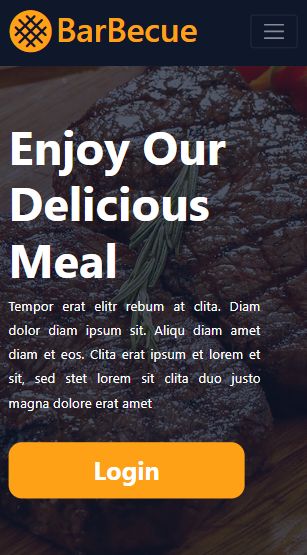 BarBecue
Enjoy Our
Delicious
Meal
Tempor erat elitr rebum at clita. Diam
dolor diam ipsum sit. Aliqu diam amet
diam et eos. Clita erat ipsum et lorem et
sit, sed stet lorem sit clita duo justo
magna dolore erat amet
Login